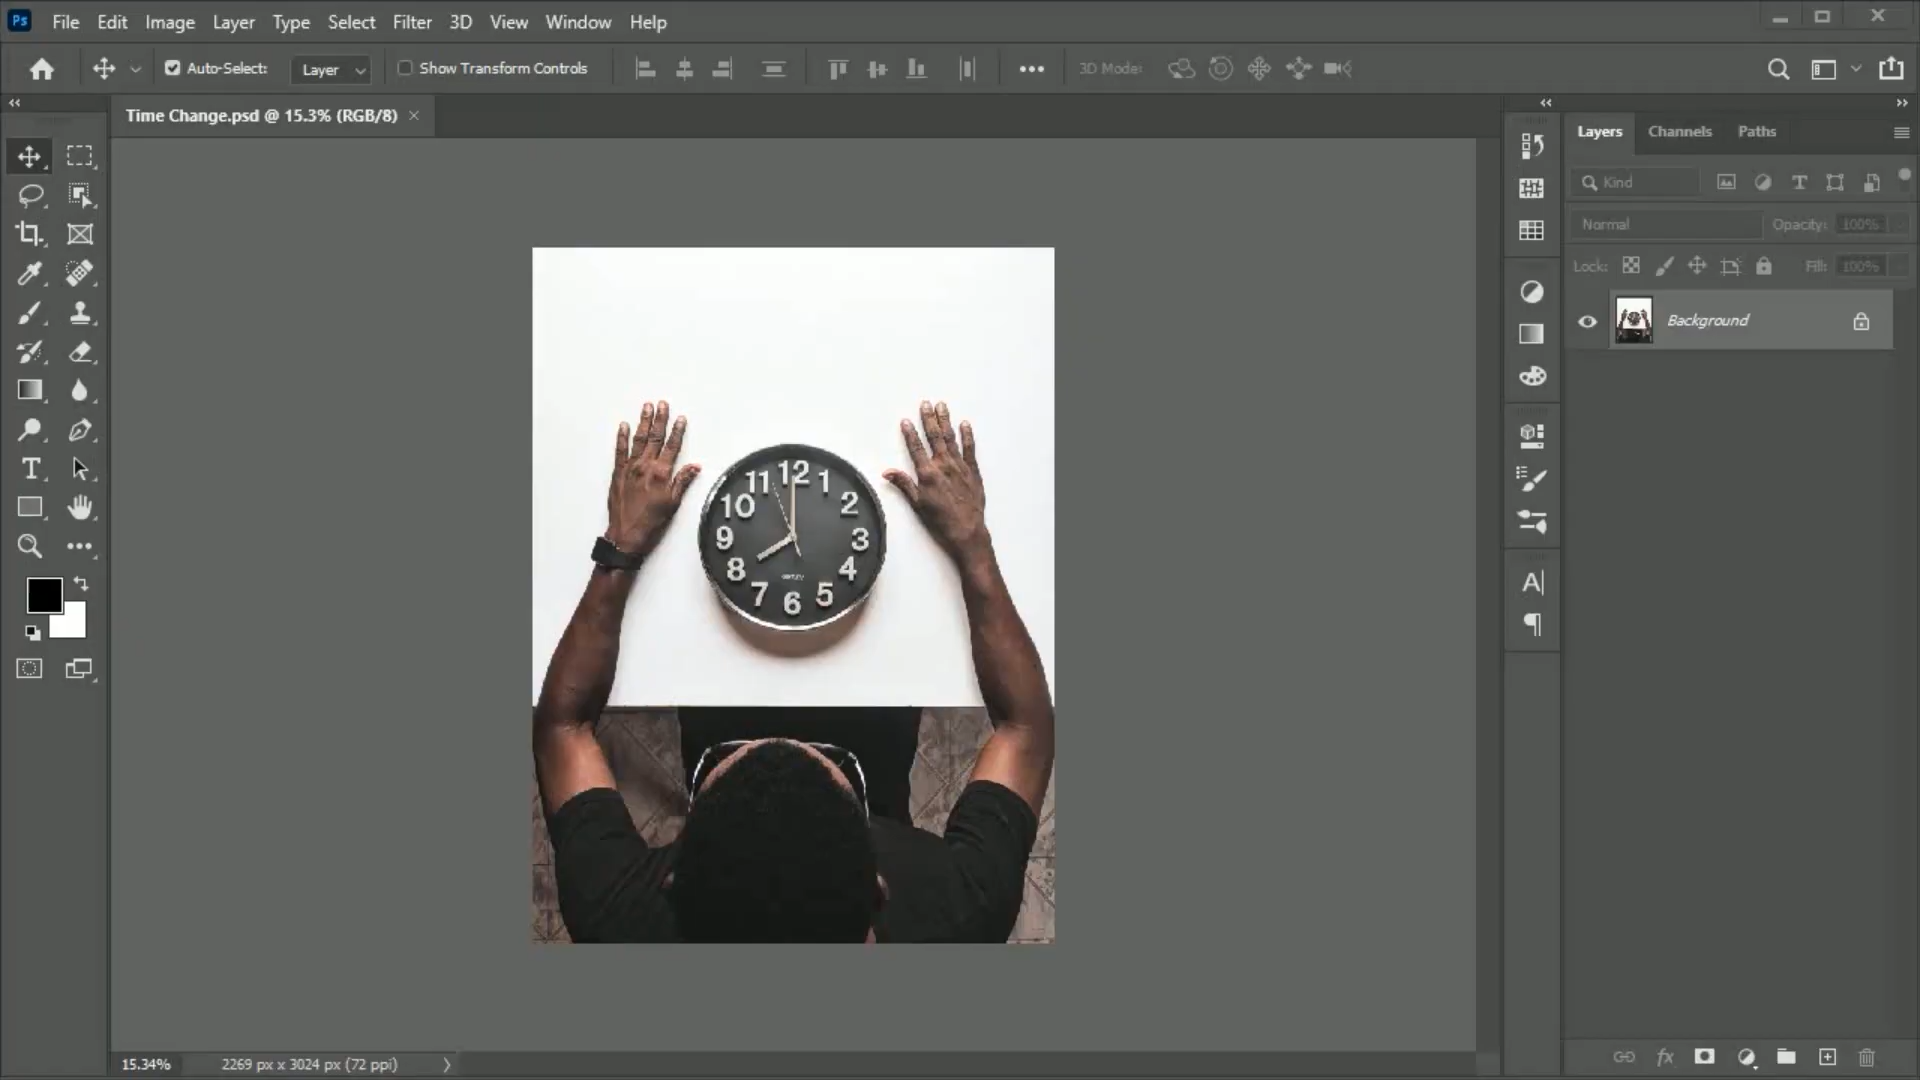 Ps File Edit Image Layer Type Select Filter 3D View Window Help
Auto-Select: Layer Show Transform Controls 3D Mode:
Time Change.psd @ 15.3% (RGB/8) ×
Layers Channels Paths
Kind
Normal Opacity: 100%
Lock: Fill: 100%
Background
12
11 1
10 2
9 3
8 4
7 5
6
15.34% 2269 px x 3024 px (72 ppi)